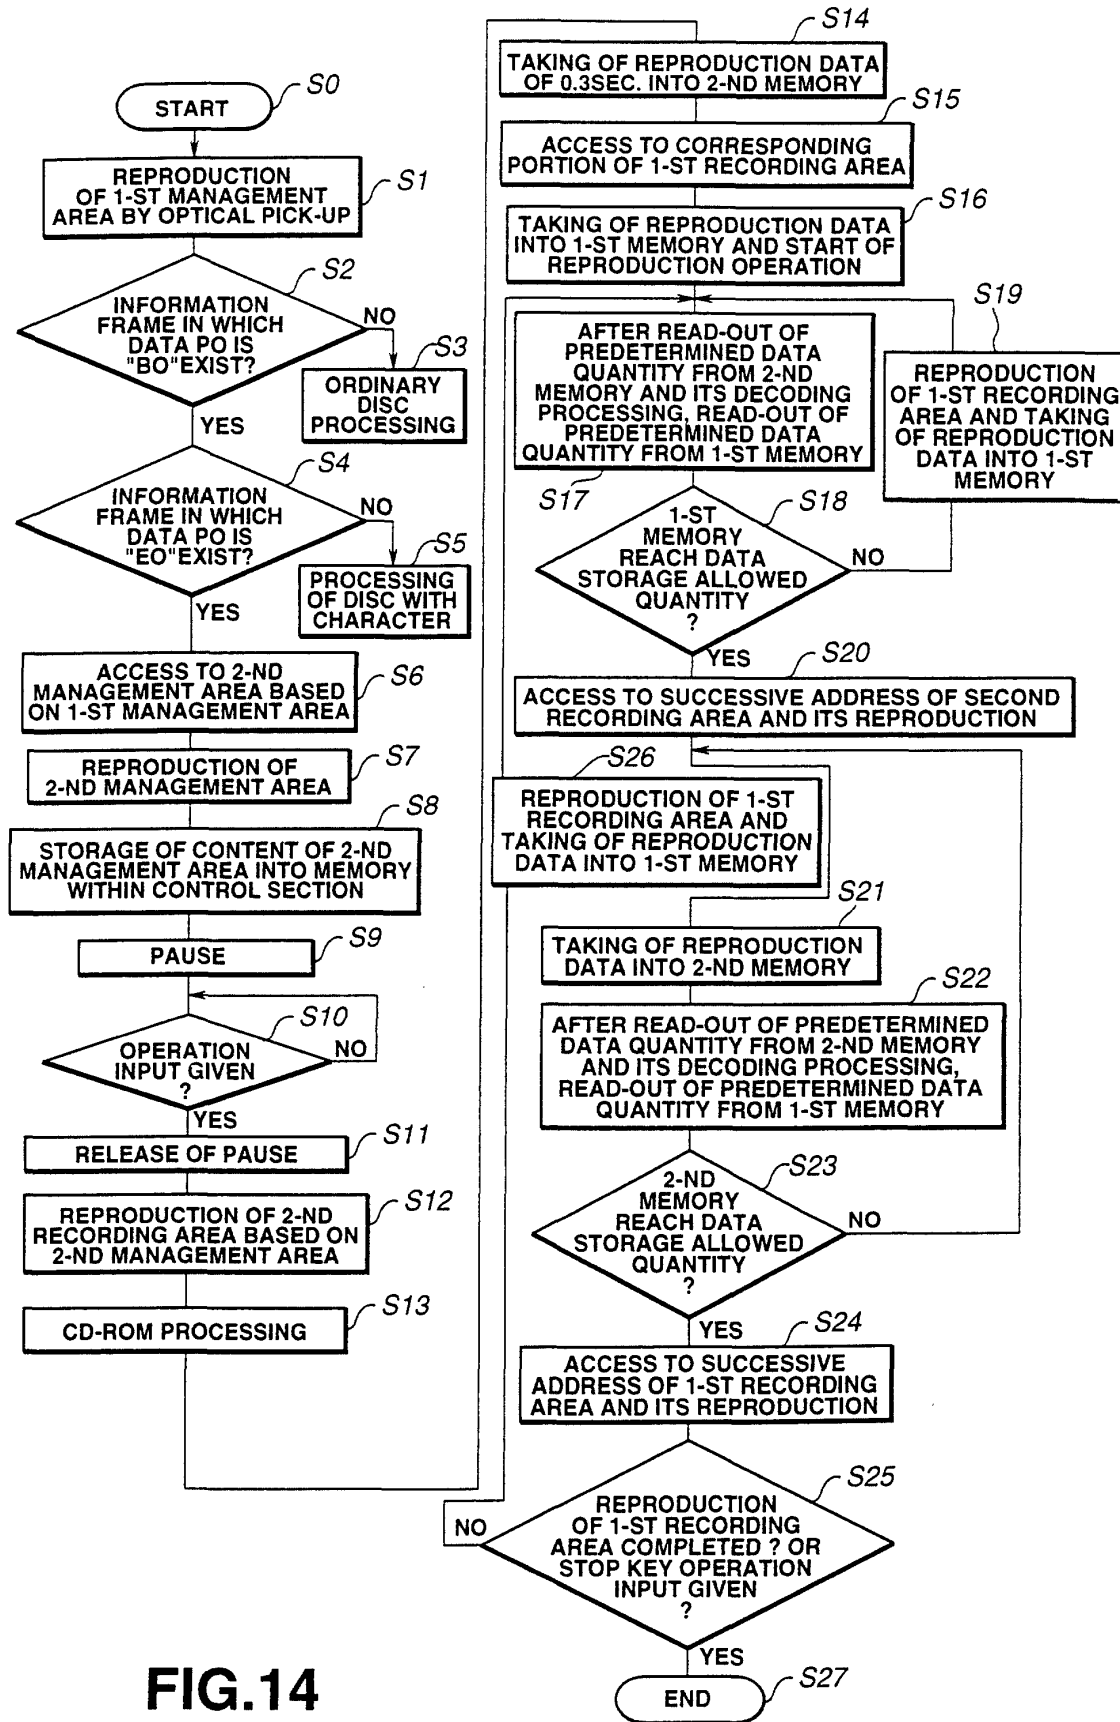 START
S0
REPRODUCTION
OF 1-ST MANAGEMENT
AREA BY OPTICAL PICK-UP
S1
INFORMATION
FRAME IN WHICH
DATA PO IS
"BO"EXIST?
S2
NO
YES
ORDINARY
DISC
PROCESSING
S3
INFORMATION
FRAME IN WHICH
DATA PO IS
"EO"EXIST?
S4
NO
YES
PROCESSING
OF DISC WITH
CHARACTER
S5
ACCESS TO 2-ND
MANAGEMENT AREA BASED
ON 1-ST MANAGEMENT AREA
S6
REPRODUCTION OF
2-ND MANAGEMENT AREA
S7
STORAGE OF CONTENT OF 2-ND
MANAGEMENT AREA INTO MEMORY
WITHIN CONTROL SECTION
S8
PAUSE
S9
OPERATION
INPUT GIVEN
?
S10
NO
YES
RELEASE OF PAUSE
S11
REPRODUCTION OF 2-ND
RECORDING AREA BASED ON
2-ND MANAGEMENT AREA
S12
CD-ROM PROCESSING
S13
TAKING OF REPRODUCTION DATA
OF 0.3SEC. INTO 2-ND MEMORY
S14
ACCESS TO CORRESPONDING
PORTION OF 1-ST RECORDING AREA
S15
TAKING OF REPRODUCTION DATA
INTO 1-ST MEMORY AND START OF
REPRODUCTION OPERATION
S16
AFTER READ-OUT OF
PREDETERMINED DATA
QUANTITY FROM 2-ND
MEMORY AND ITS DECODING
PROCESSING, READ-OUT OF
PREDETERMINED DATA
QUANTITY FROM 1-ST MEMORY
S17
1-ST
MEMORY
REACH DATA
STORAGE ALLOWED
QUANTITY
?
S18
NO
YES
REPRODUCTION
OF 1-ST RECORDING
AREA AND TAKING
OF REPRODUCTION
DATA INTO 1-ST
MEMORY
S19
ACCESS TO SUCCESSIVE ADDRESS OF SECOND
RECORDING AREA AND ITS REPRODUCTION
S20
REPRODUCTION OF 1-ST
RECORDING AREA AND
TAKING OF REPRODUCTION
DATA INTO 1-ST MEMORY
S26
TAKING OF REPRODUCTION
DATA INTO 2-ND MEMORY
S21
AFTER READ-OUT OF PREDETERMINED
DATA QUANTITY FROM 2-ND MEMORY
AND ITS DECODING PROCESSING,
READ-OUT OF PREDETERMINED DATA
QUANTITY FROM 1-ST MEMORY
S22
2-ND
MEMORY
REACH DATA
STORAGE ALLOWED
QUANTITY
?
S23
NO
YES
ACCESS TO SUCCESSIVE
ADDRESS OF 1-ST RECORDING
AREA AND ITS REPRODUCTION
S24
REPRODUCTION
OF 1-ST RECORDING
AREA COMPLETED ? OR
STOP KEY OPERATION
INPUT GIVEN
?
S25
NO
YES
END
S27
FIG.14